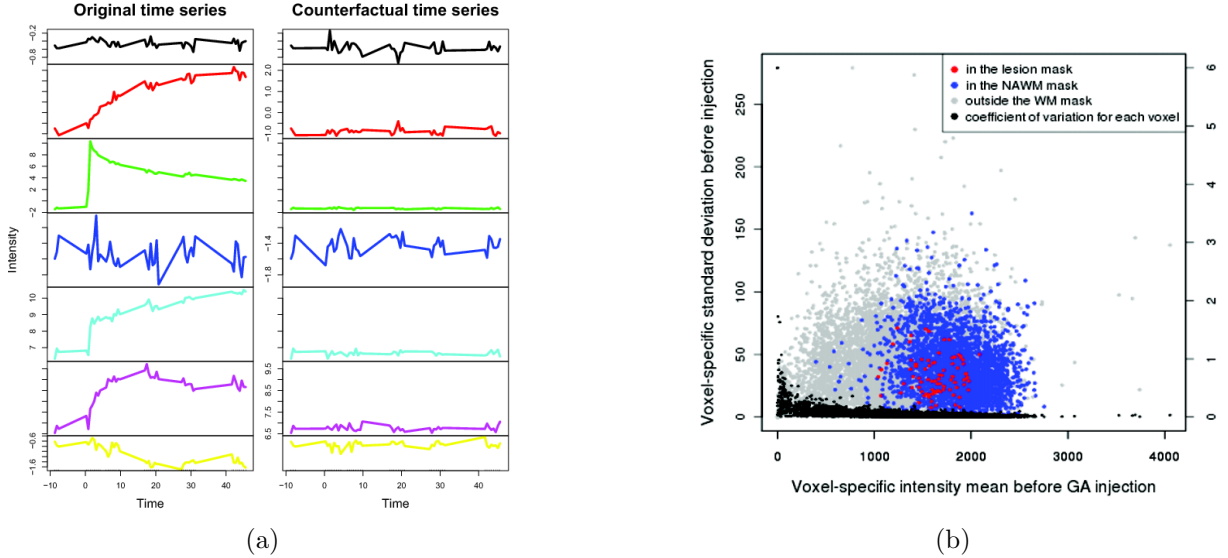 Original time series
Counterfactual time series
−0.2
−0.8
2.0
1.0
0.0
−1.0
8
6
4
2
−2
−1.4
−1.8
10
9
8
7
9.5
8.5
7.5
6.5
−0.6
−1.6
Intensity
−10 0 10 20 30 40
−10 0 10 20 30 40
Time
Time
(a)
in the lesion mask
in the NAWM mask
outside the WM mask
coefficient of variation for each voxel
Voxel-specific standard deviation before injection
250
200
150
100
50
0
6
5
4
3
2
1
0
0 1000 2000 3000 4000
Voxel-specific intensity mean before GA injection
(b)